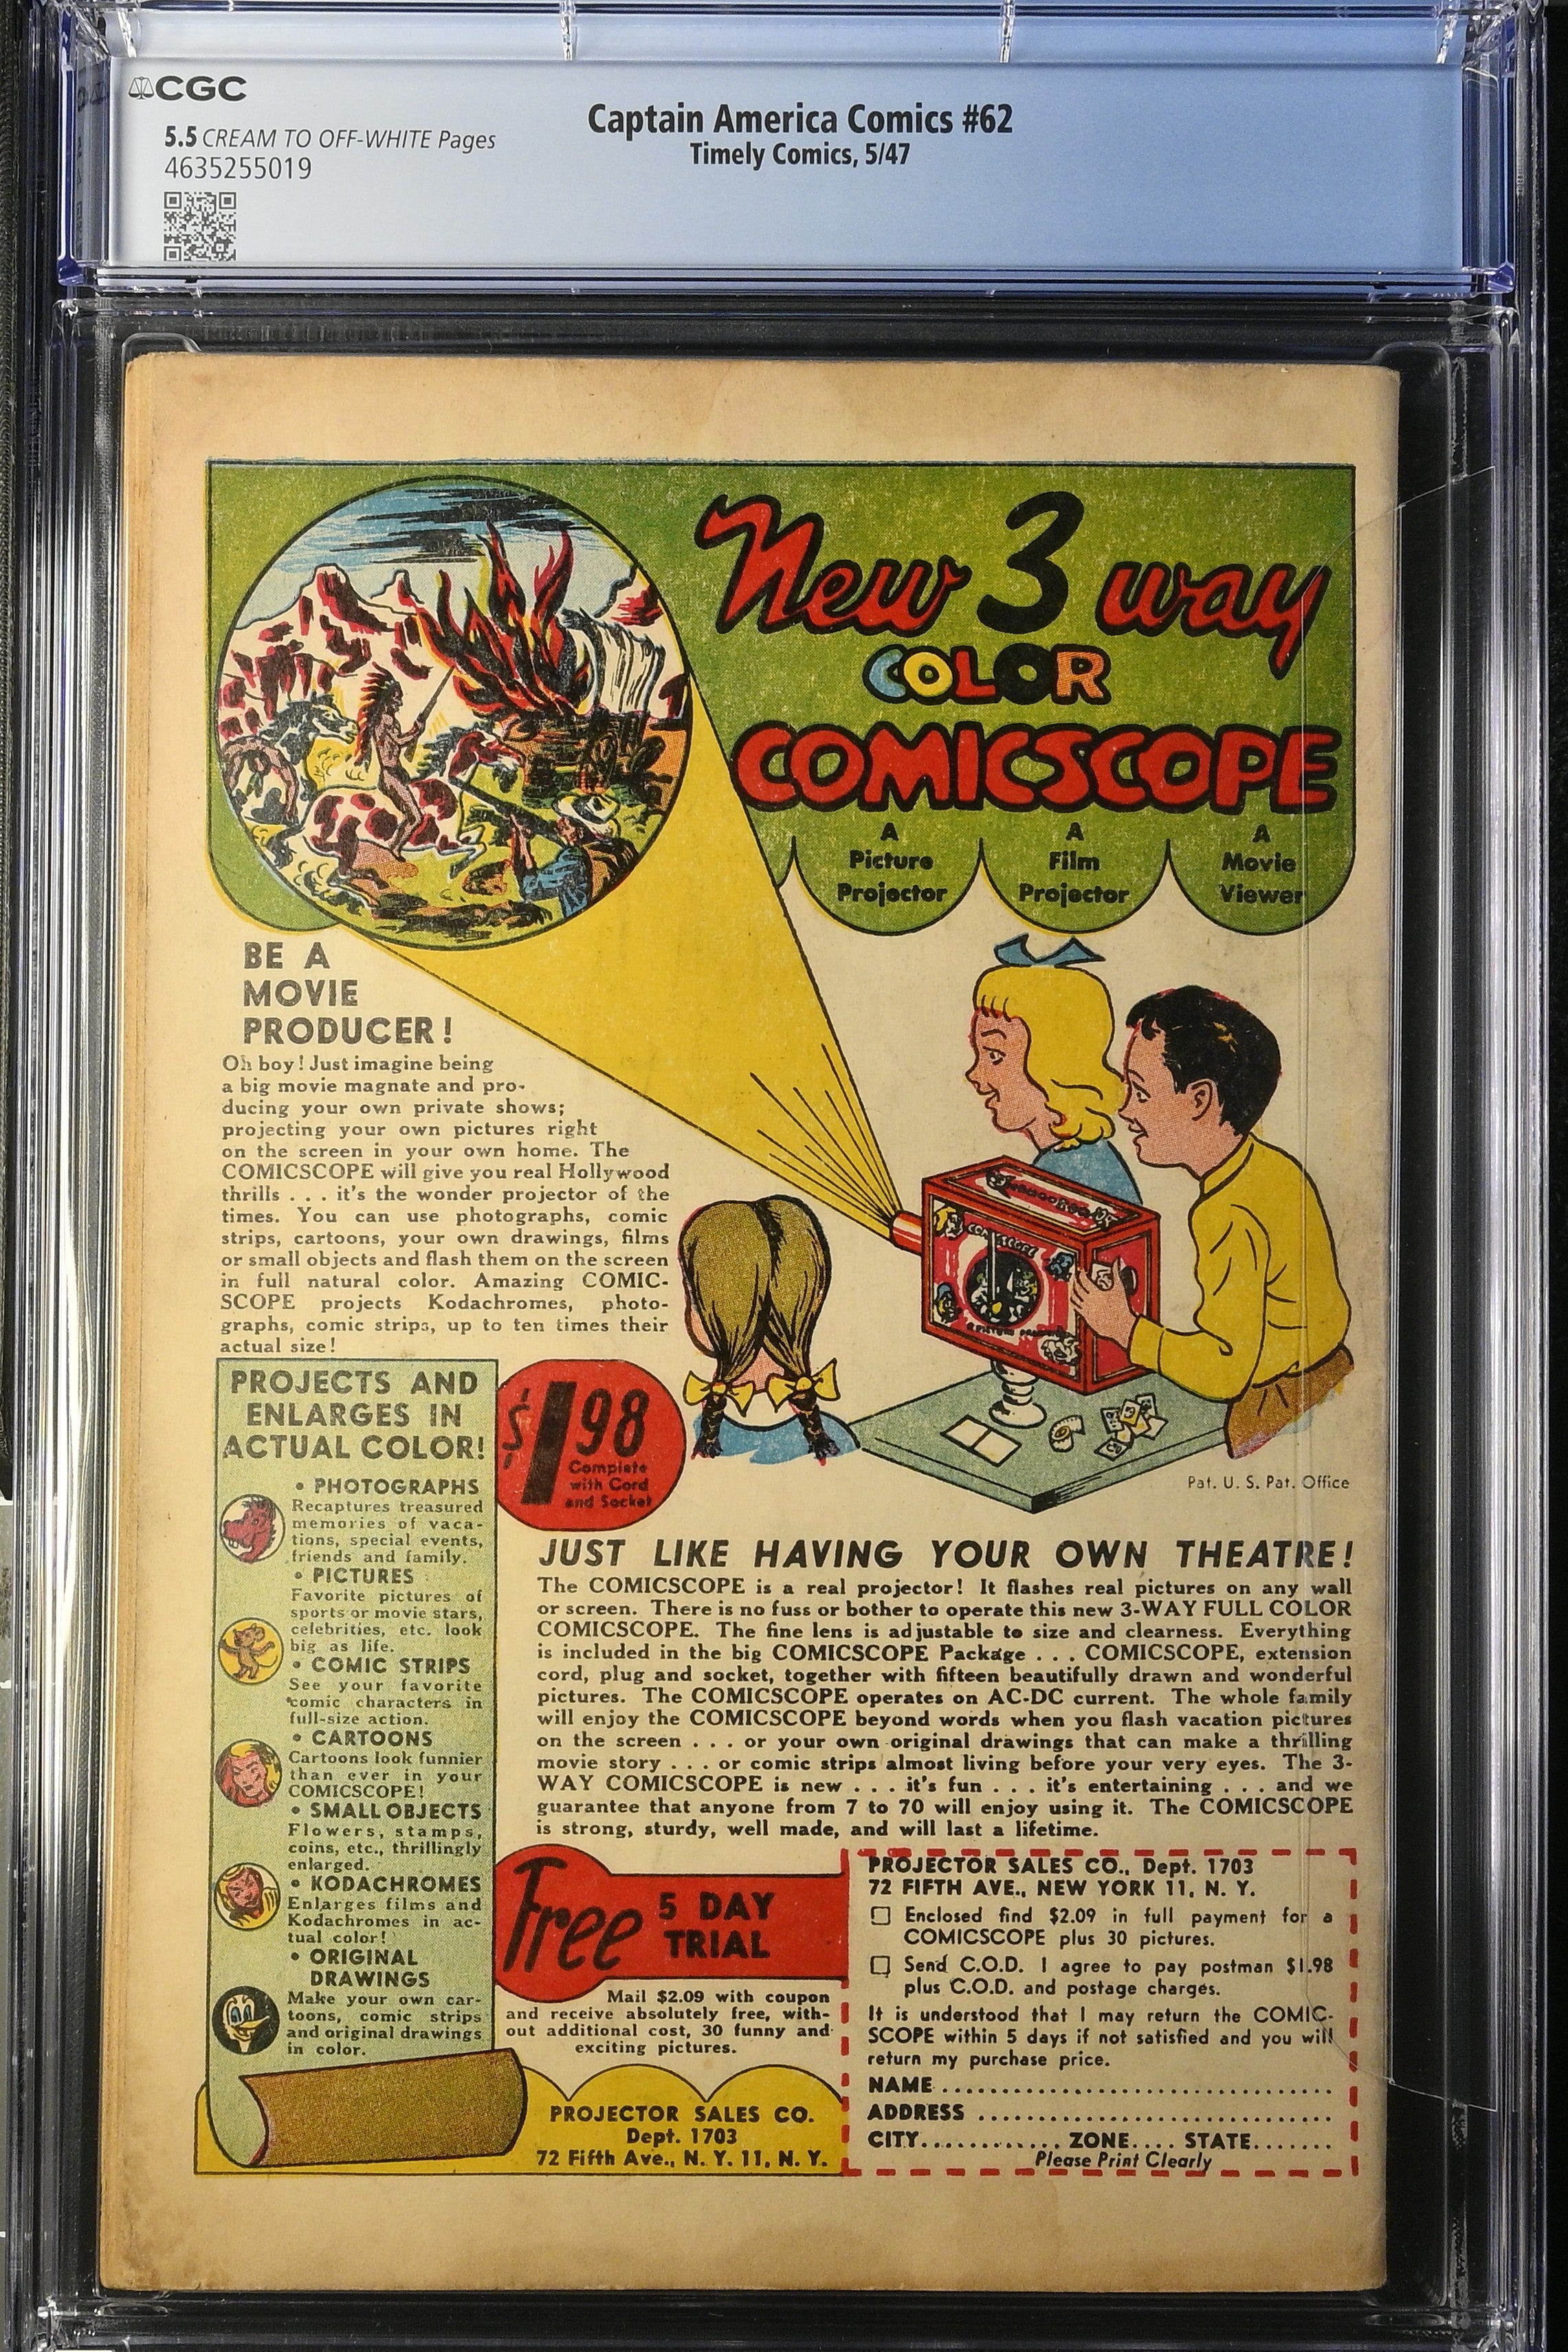 CGC
5.5 CREAM TO OFF-WHITE Pages
4635255019
Captain America Comics #62
Timely Comics, 5/47
New 3 way
COLOR
COMICSCOPE
A
Picture
Projector
A
Film
Projector
A
Movie
Viewer
BE A
MOVIE
PRODUCER!
Oh boy! Just imagine being
a big movie magnate and pro-
ducing your own private shows;
projecting your own pictures right
on the screen in your own home. The
COMICSCOPE will give you real Hollywood
thrills . . . it's the wonder projector of the
times. You can use photographs, comic
strips, cartoons, your own drawings, films
or small objects and flash them on the screen
in full natural color. Amazing COMIC-
SCOPE projects Kodachromes, photo-
graphs, comic strips, up to ten times their
actual size!
PROJECTS AND
ENLARGES IN
ACTUAL COLOR!
• PHOTOGRAPHS
Recaptures treasured
memories of vaca-
tions, special events,
friends and family.
• PICTURES
Favorite pictures of
sports or movie stars,
celebrities, etc. look
big as life.
• COMIC STRIPS
See your favorite
comic characters in
full-size action.
• CARTOONS
Cartoons look funnier
than ever in your
COMICSCOPE!
• SMALL OBJECTS
Flowers, stamps,
coins, etc., thrillingly
enlarged.
• KODACHROMES
Enlarges films and
Kodachromes in ac-
tual color!
• ORIGINAL
DRAWINGS
Make your own car-
toons, comic strips
and original drawings
in color.
$1.98
Complete
with Cord
and Socket
COMICSCOPE
Pat. U. S. Pat. Office
JUST LIKE HAVING YOUR OWN THEATRE!
The COMICSCOPE is a real projector! It flashes real pictures on any wall
or screen. There is no fuss or bother to operate this new 3-WAY FULL COLOR
COMICSCOPE. The fine lens is adjustable to size and clearness. Everything
is included in the big COMICSCOPE Package . . . COMICSCOPE, extension
cord, plug and socket, together with fifteen beautifully drawn and wonderful
pictures. The COMICSCOPE operates on AC-DC current. The whole family
will enjoy the COMICSCOPE beyond words when you flash vacation pictures
on the screen . . . or your own original drawings that can make a thrilling
movie story . . . or comic strips almost living before your very eyes. The 3-
WAY COMICSCOPE is new . . . it's fun . . . it's entertaining . . . and we
guarantee that anyone from 7 to 70 will enjoy using it. The COMICSCOPE
is strong, sturdy, well made, and will last a lifetime.
Free 5 DAY
TRIAL
Mail $2.09 with coupon
and receive absolutely free, with-
out additional cost, 30 funny and
exciting pictures.
PROJECTOR SALES CO.
Dept. 1703
72 Fifth Ave., N. Y. 11, N. Y.
PROJECTOR SALES CO., Dept. 1703
72 FIFTH AVE., NEW YORK 11, N. Y.
Enclosed find $2.09 in full payment for a
COMICSCOPE plus 30 pictures.
Send C.O.D. I agree to pay postman $1.98
plus C.O.D. and postage charges.
It is understood that I may return the COMIC-
SCOPE within 5 days if not satisfied and you will
return my purchase price.
NAME
ADDRESS
CITY............ ZONE.... STATE.......
Please Print Clearly